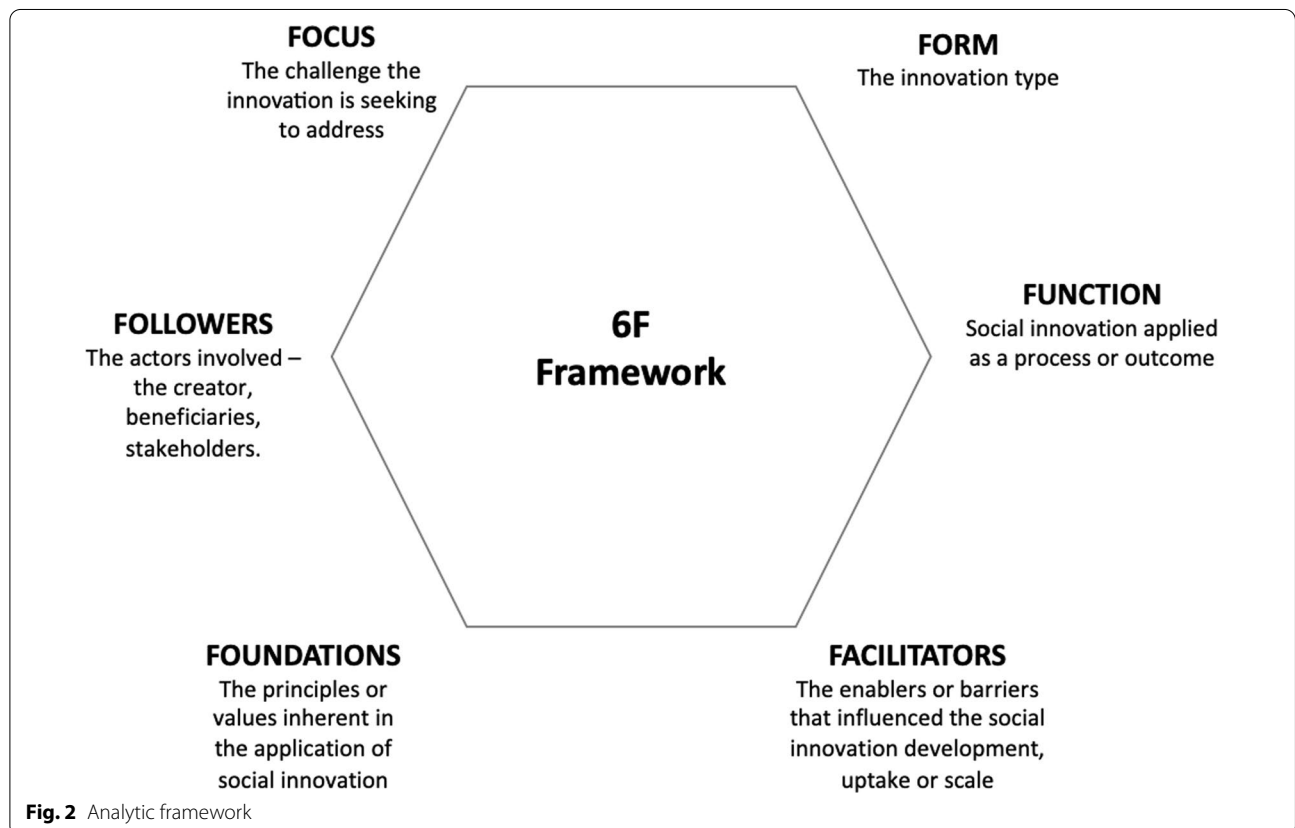 FOCUS
The challenge the
innovation is seeking
to address
FORM
The innovation type
FOLLOWERS
The actors involved –
the creator,
beneficiaries,
stakeholders.
6F
Framework
FUNCTION
Social innovation applied
as a process or outcome
FOUNDATIONS
The principles or
values inherent in
the application of
social innovation
FACILITATORS
The enablers or barriers
that influenced the social
innovation development,
uptake or scale
Fig. 2 Analytic framework